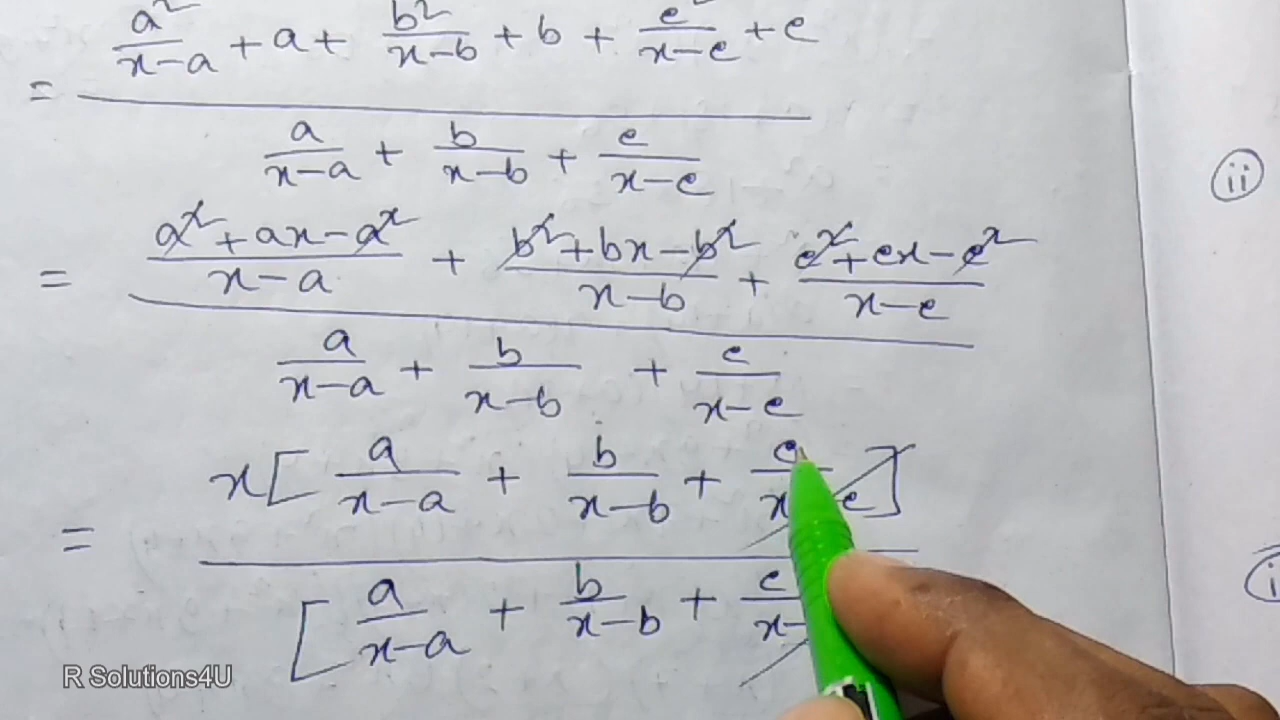 a²/(x-a) + a + b²/(x-b) + b + c²/(x-c) + c
=
a/(x-a) + b/(x-b) + c/(x-c)
= (a²+ax-a²)/(x-a) + (b²+bx-b²)/(x-b) + (c²+cx-c²)/(x-c)
a/(x-a) + b/(x-b) + c/(x-c)
= x[a/(x-a) + b/(x-b) + c/(x-c)]
[a/(x-a) + b/(x-b) + c/(x-
ii
R Solutions4U